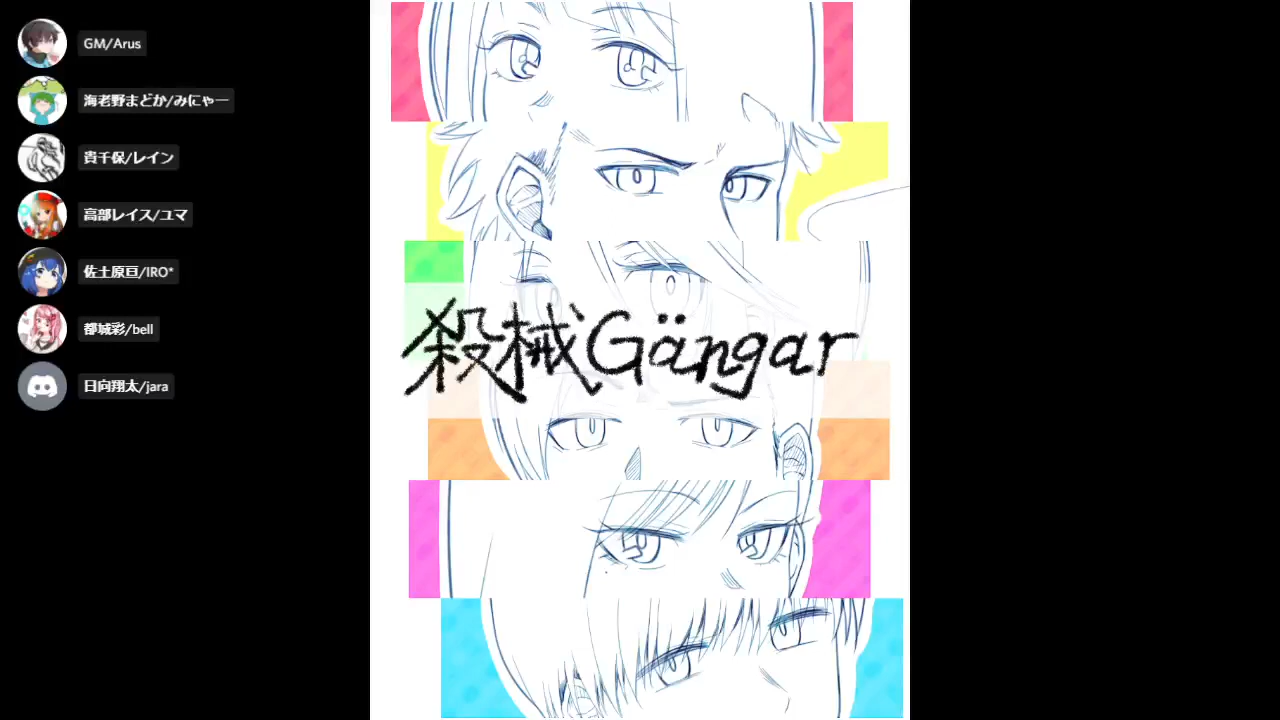 GM/Arus
海老野まどか/みにゃー
貴千保/レイン
高部レイス/ユマ
佐土原亘/IRO*
都城彩/bell
日向翔太/jara
殺械Gängar